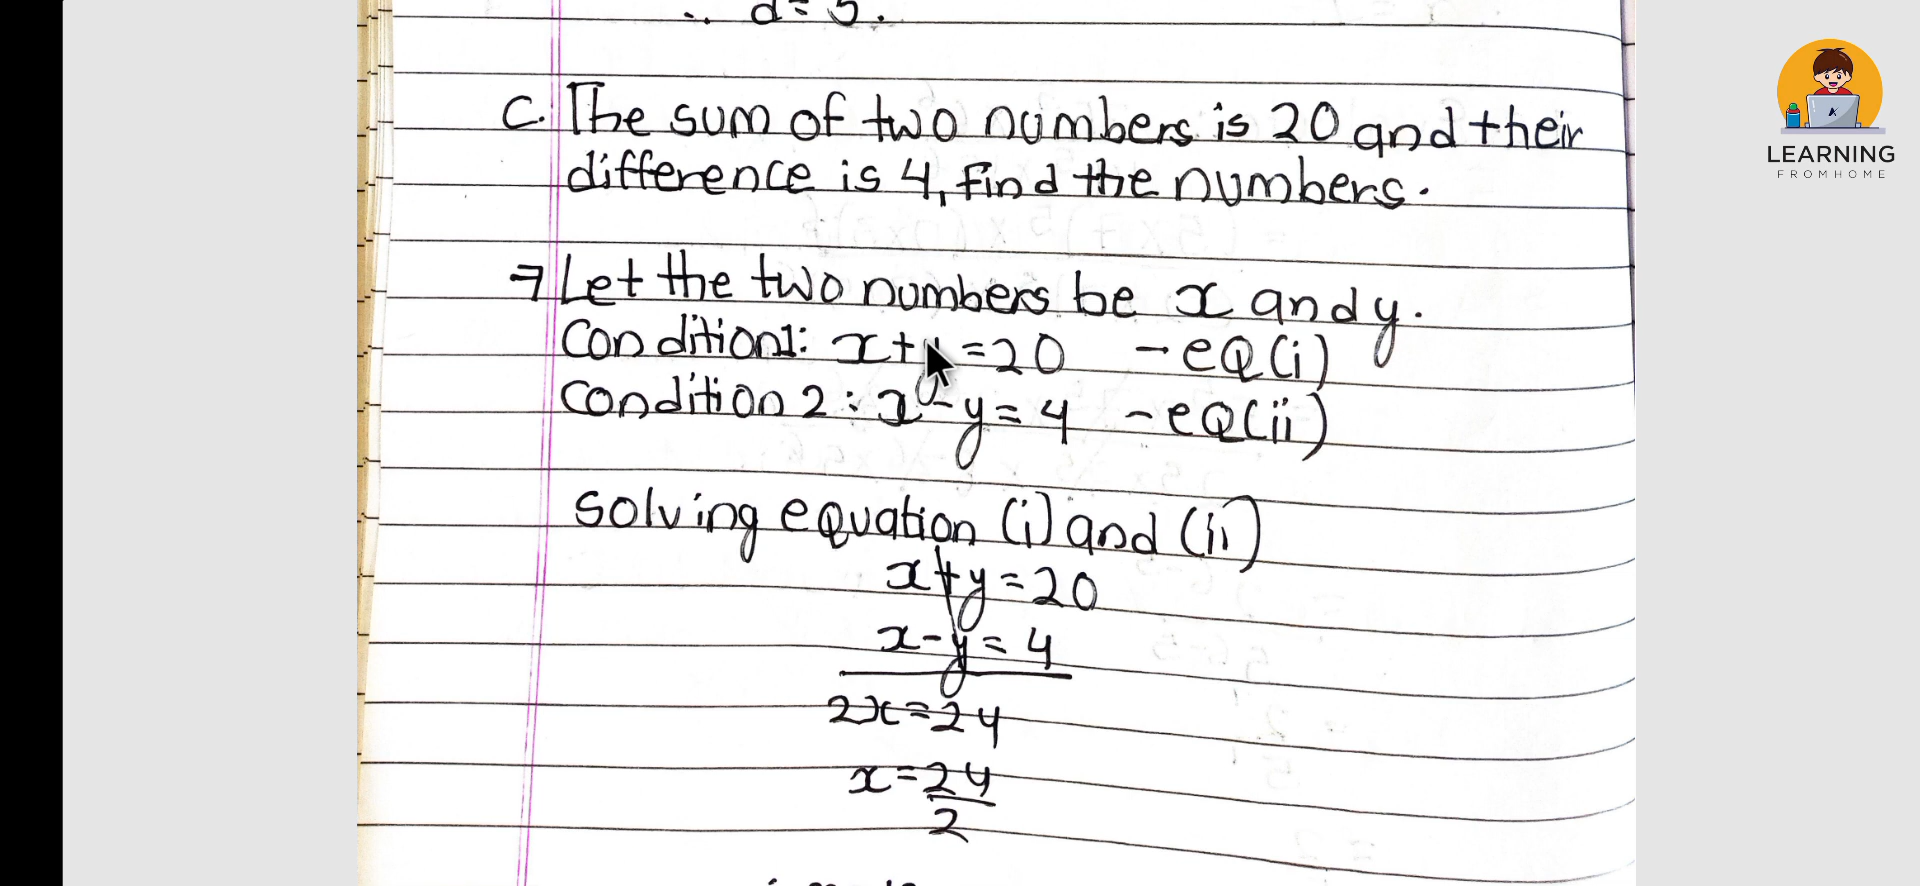 ∴ d = 5.
C. The sum of two numbers is 20 and their
difference is 4, find the numbers.
⇒ Let the two numbers be x and y.
Condition 1: x + y = 20 - eQ(i)
Condition 2: x - y = 4 - eQ(ii)
solving equation (i) and (ii)
x + y = 20
x - y = 4
2x = 24
x = 24
2
LEARNING
FROMHOME